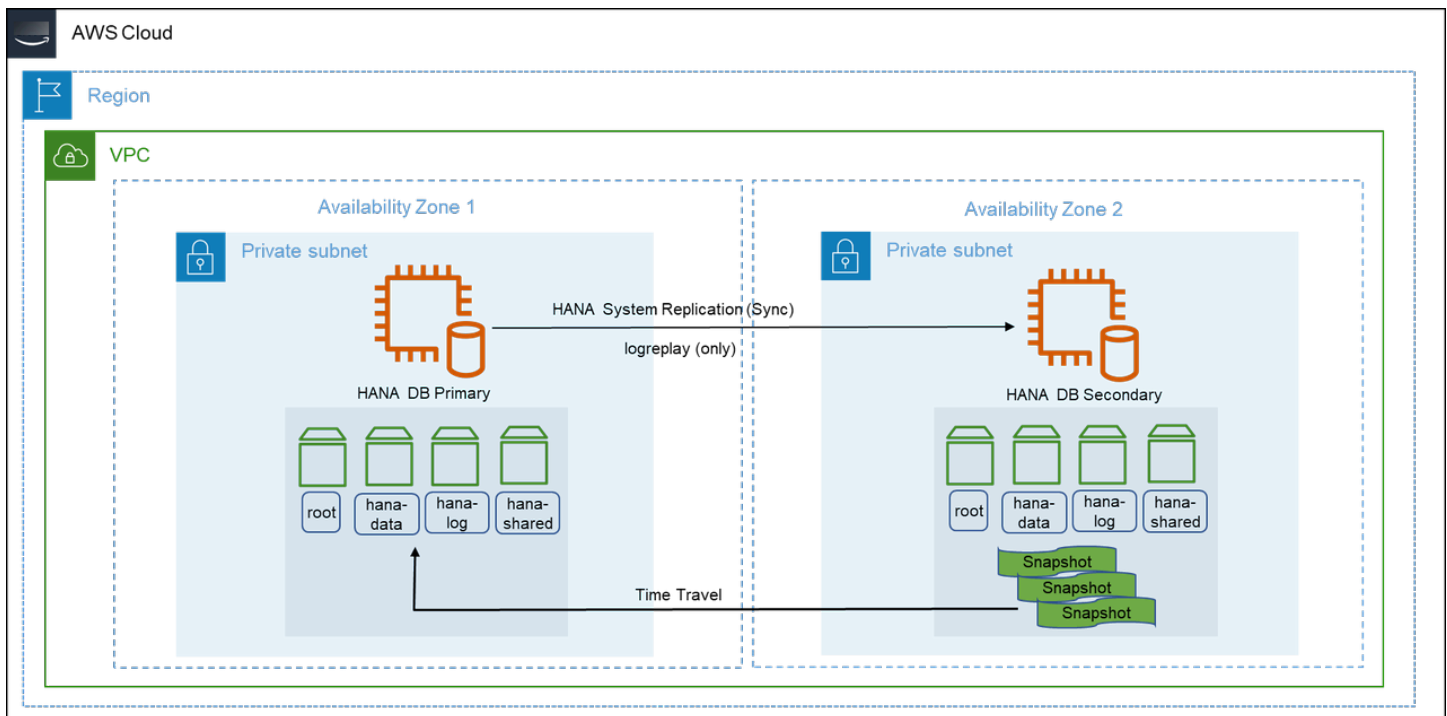 AWS Cloud
Region
VPC
Availability Zone 1
Availability Zone 2
Private subnet
Private subnet
HANA System Replication (Sync)
logreplay (only)
HANA DB Primary
HANA DB Secondary
root
hana-
data
hana-
log
hana-
shared
root
hana-
data
hana-
log
hana-
shared
Snapshot
Snapshot
Snapshot
Time Travel